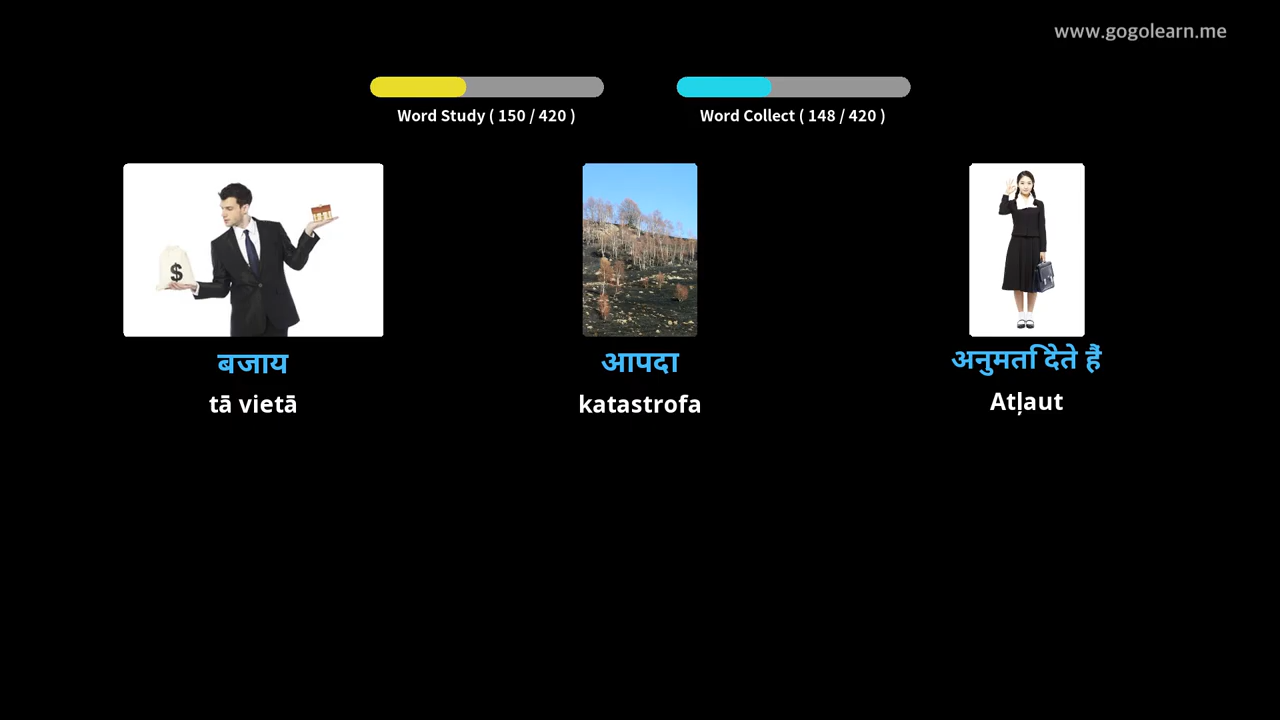 www.gogolearn.me
Word Study ( 150 / 420 )
Word Collect ( 148 / 420 )
$
बजाय
आपदा
अनुमति देते हैं
tā vietā
katastrofa
Atļaut